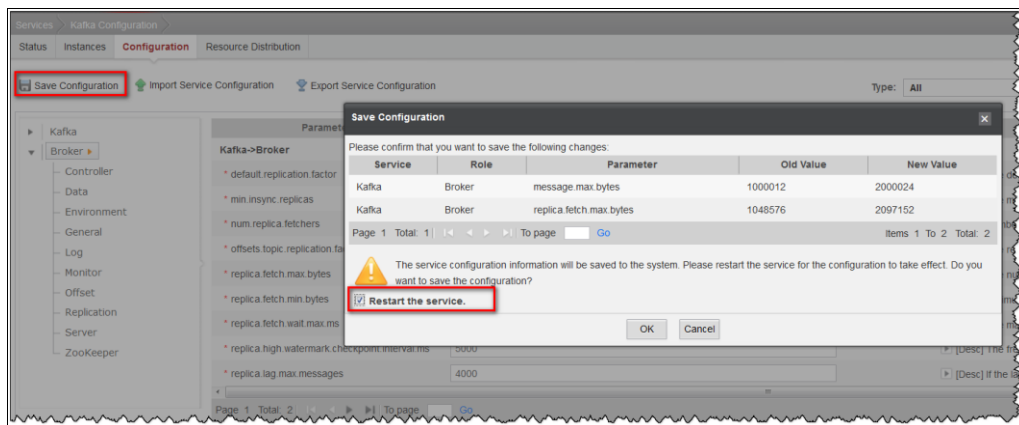 Services Kafka Configuration
Status Instances Configuration Resource Distribution
Save Configuration Import Service Configuration Export Service Configuration Type: All
Kafka
Broker
Controller
Data
Environment
General
Log
Monitor
Offset
Replication
Server
ZooKeeper
Kafka->Broker
* default.replication.factor
* min.insync.replicas
* num.replica.fetchers
* replica.fetch.max.bytes
* replica.fetch.min.bytes
* replica.fetch.wait.max.ms
* replica.high.watermark.checkpoint.interval.ms 5000 [Desc] The
* replica.lag.max.messages 4000 [Desc] If the
Page 1 Total: 2 To page Go
Save Configuration
Please confirm that you want to save the following changes:
Service Role Parameter Old Value New Value
Kafka Broker message.max.bytes 1000012 2000024
Kafka Broker replica.fetch.max.bytes 1048576 2097152
Page 1 Total: 1 To page Go Items 1 To 2 Total: 2
The service configuration information will be saved to the system. Please restart the service for the configuration to take effect. Do you
want to save the configuration?
Restart the service.
OK Cancel